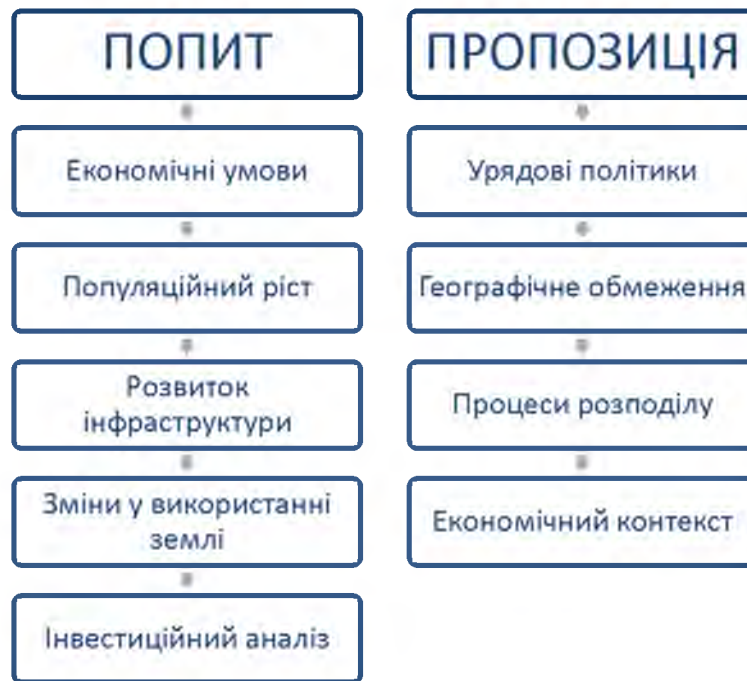 ПОПИТ
Економічні умови
Популяційний ріст
Розвиток
інфраструктури
Зміни у використанні
землі
Інвестиційний аналіз
ПРОПОЗИЦІЯ
Урядові політики
Географічне обмеження
Процеси розподілу
Економічний контекст